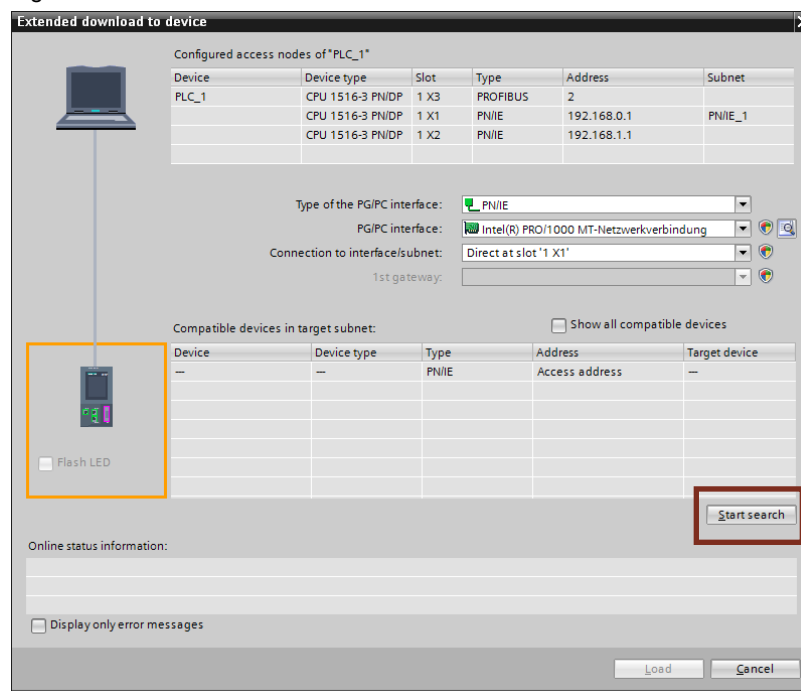 Extended download to device
Configured access nodes of "PLC_1"
Device Device type Slot Type Address Subnet
PLC_1 CPU 1516-3 PN/DP 1 X3 PROFIBUS 2
CPU 1516-3 PN/DP 1 X1 PN/IE 192.168.0.1 PN/IE_1
CPU 1516-3 PN/DP 1 X2 PN/IE 192.168.1.1
Type of the PG/PC interface: PN/IE
PG/PC interface: Intel(R) PRO/1000 MT-Netzwerkverbindung
Connection to interface/subnet: Direct at slot '1 X1'
1st gateway:
Compatible devices in target subnet: Show all compatible devices
Device Device type Type Address Target device
— — PN/IE Access address —
Flash LED
Start search
Online status information:
Display only error messages
Load Cancel